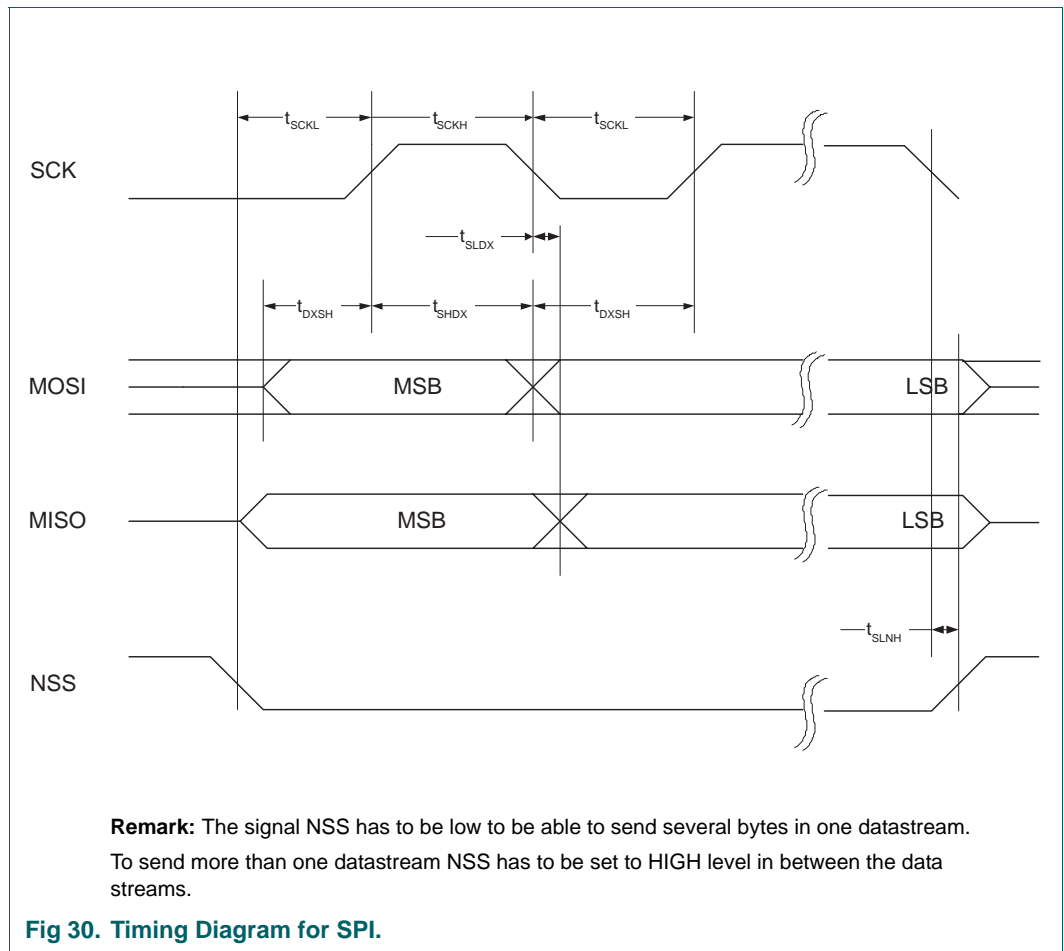 tSCKL tSCKH tSCKL
SCK
tSLDX
tDXSH tSHDX tDXSH
MOSI MSB LSB
MISO MSB LSB
tSLNH
NSS
Remark: The signal NSS has to be low to be able to send several bytes in one datastream.
To send more than one datastream NSS has to be set to HIGH level in between the data
streams.
Fig 30. Timing Diagram for SPI.